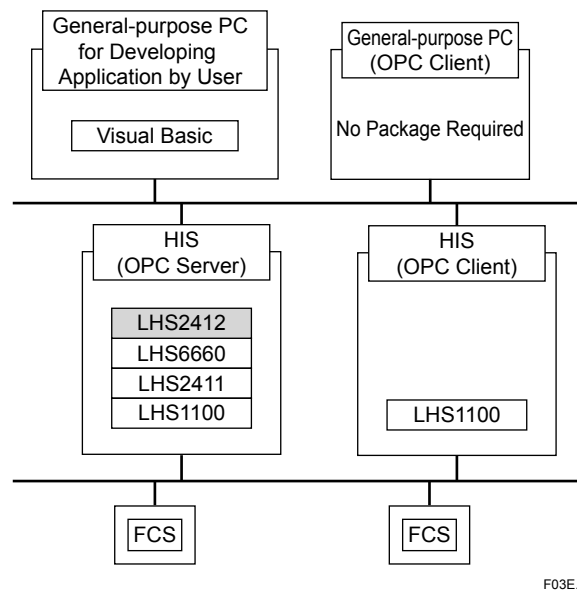 General-purpose PC
for Developing
Application by User
Visual Basic
General-purpose PC
(OPC Client)
No Package Required
HIS
(OPC Server)
LHS2412
LHS6660
LHS2411
LHS1100
HIS
(OPC Client)
LHS1100
FCS
FCS
F03E.